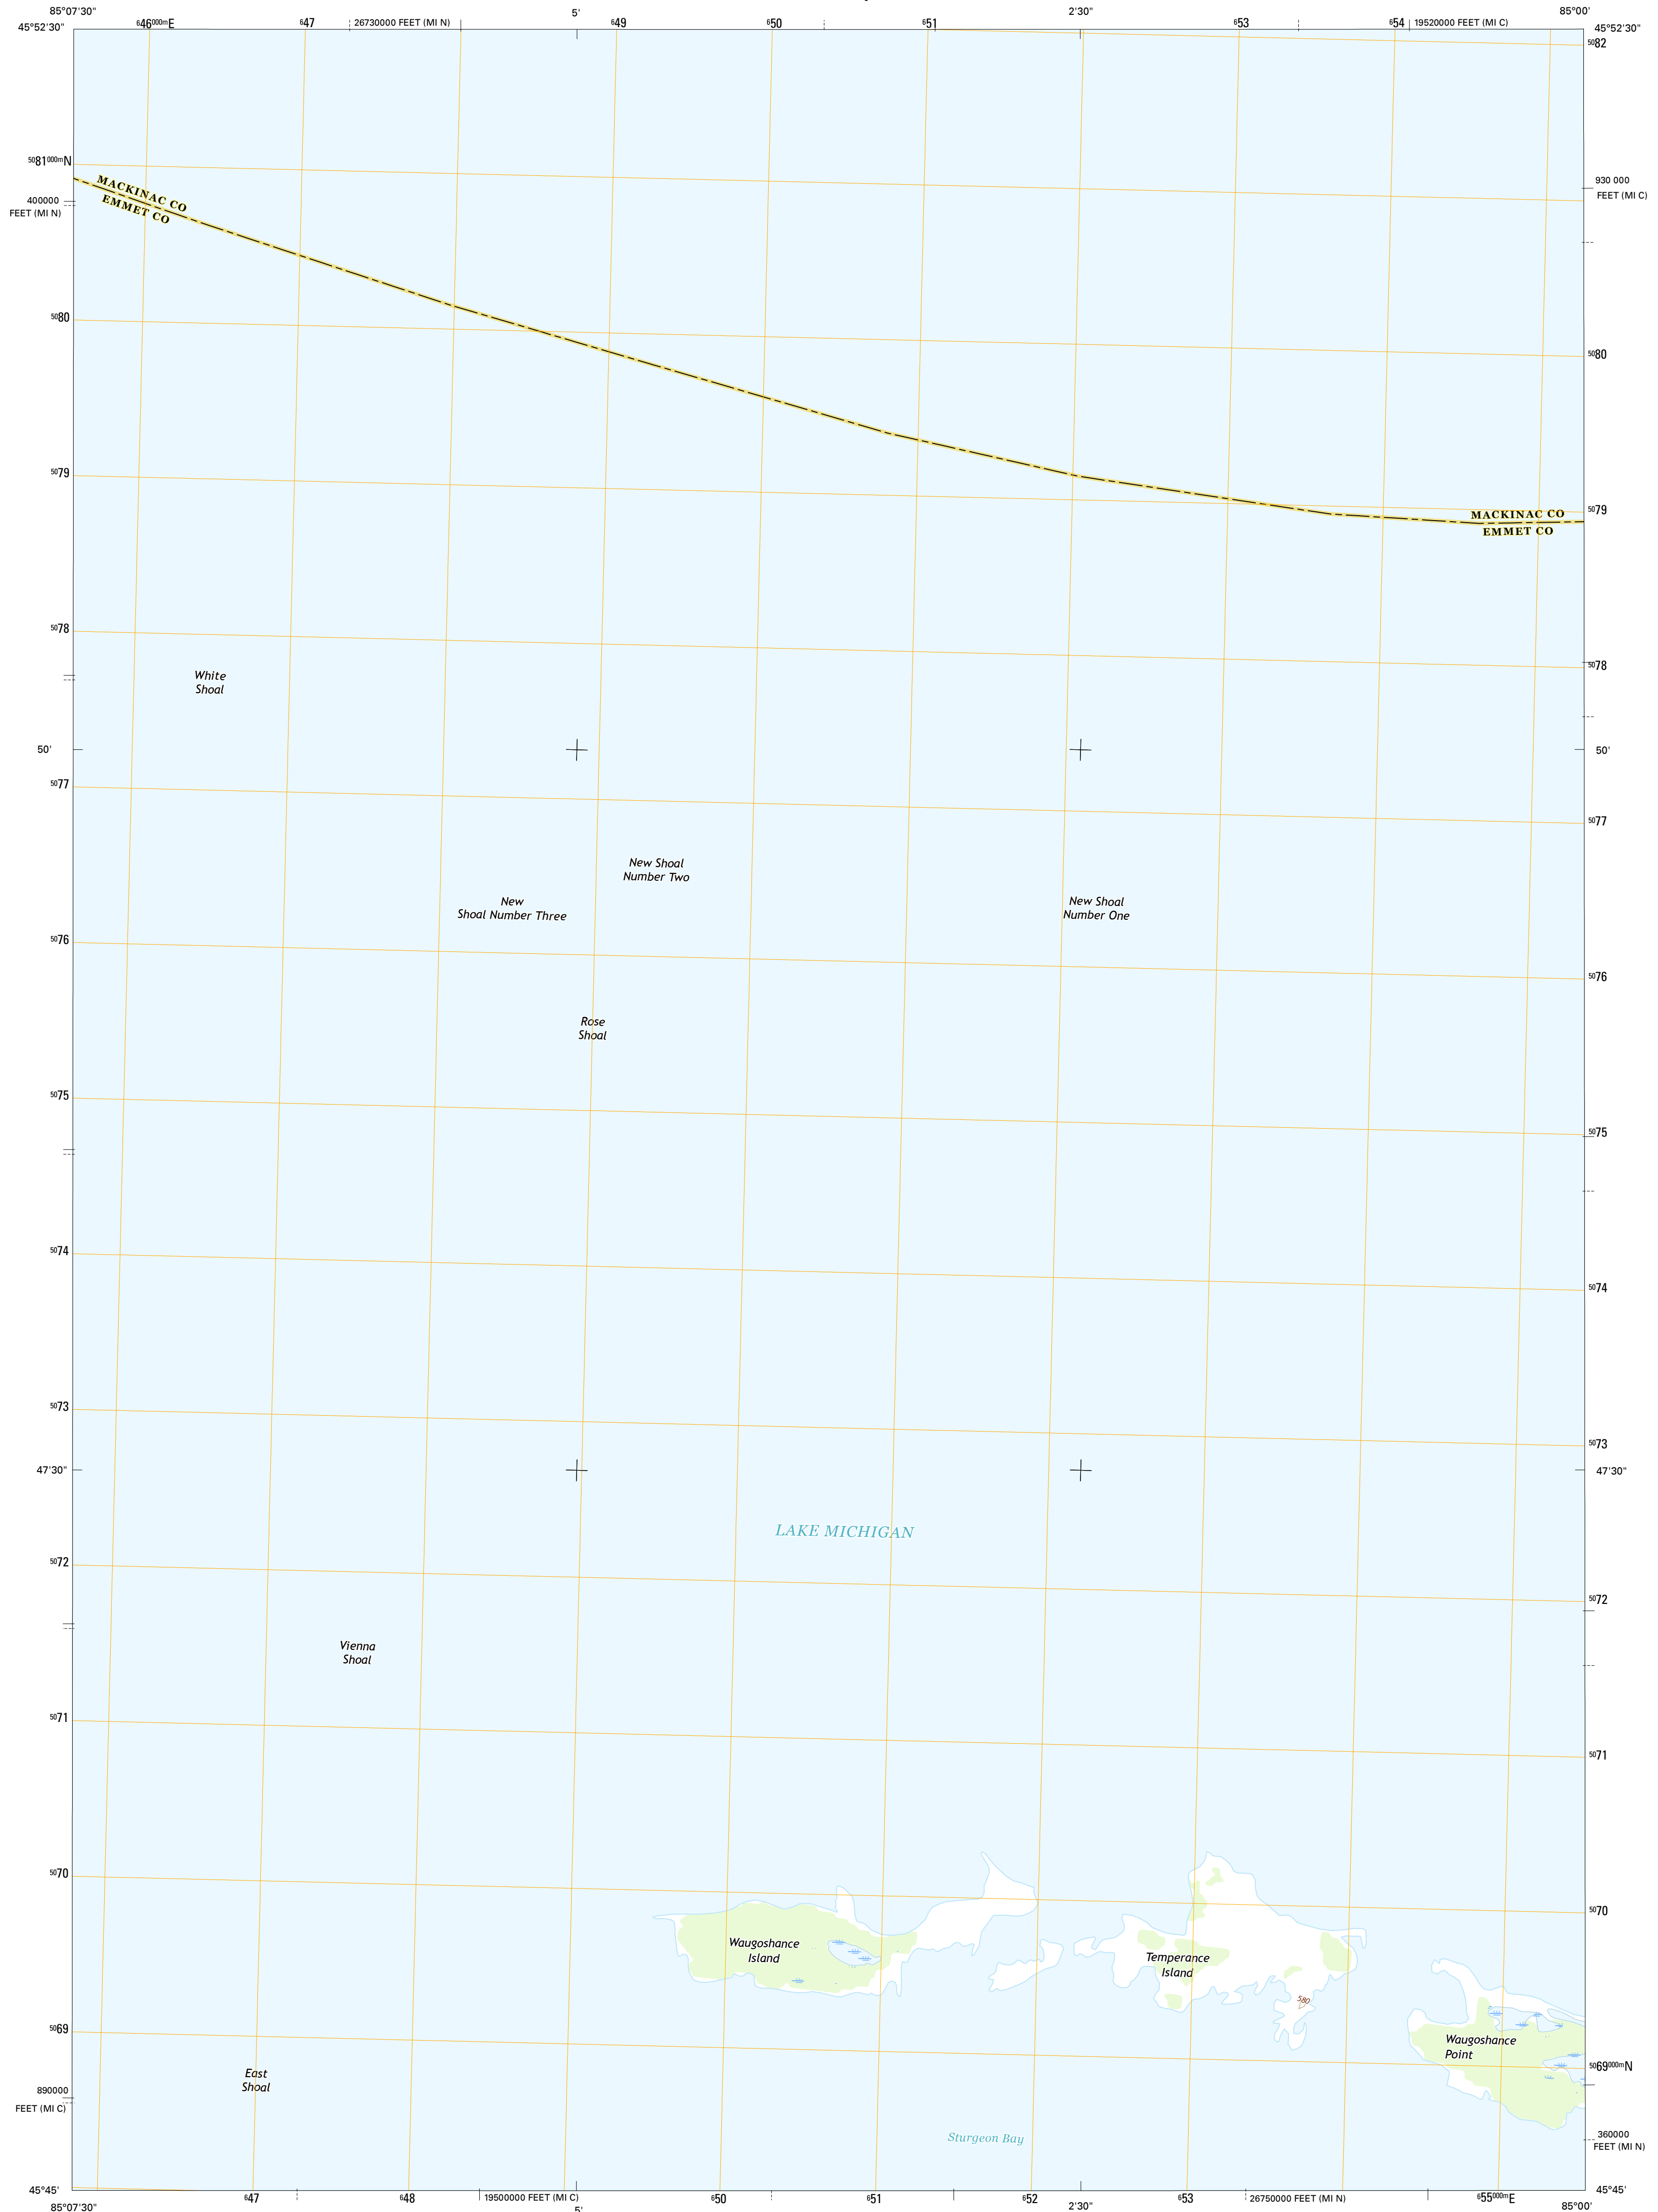 85°07'30" 5' 2'30" 85°00'
45°52'30" ⁶46⁰⁰⁰ᵐE ⁶47 26730000 FEET (MI N) ⁶49 ⁶50 ⁶51 ⁶53 ⁶54 19520000 FEET (MI C) 45°52'30"
⁵⁰82
⁵⁰81⁰⁰⁰ᵐN
MACKINAC CO
EMMET CO
400000
FEET (MI N)
930 000
FEET (MI C)
⁵⁰80
⁵⁰80
⁵⁰79
⁵⁰79
MACKINAC CO
EMMET CO
⁵⁰78
⁵⁰78
White
Shoal
50' 50'
⁵⁰77
⁵⁰77
New Shoal
Number Two
New
Shoal Number Three
New Shoal
Number One
⁵⁰76
⁵⁰76
Rose
Shoal
⁵⁰75
⁵⁰75
⁵⁰74
⁵⁰74
⁵⁰73
⁵⁰73
47'30" 47'30"
LAKE MICHIGAN
⁵⁰72
⁵⁰72
Vienna
Shoal
⁵⁰71
⁵⁰71
⁵⁰70
⁵⁰70
Waugoshance
Island
Temperance
Island
580
⁵⁰69
Waugoshance
Point
⁵⁰69⁰⁰⁰ᵐN
East
Shoal
890000
FEET (MI C)
Sturgeon Bay
360000
FEET (MI N)
45°45' 45°45'
⁶47 ⁶48 19500000 FEET (MI C) ⁶50 ⁶51 ⁶52 2'30" ⁶53 26750000 FEET (MI N) ⁶55⁰⁰⁰ᵐE
85°07'30" 5' 85°00'